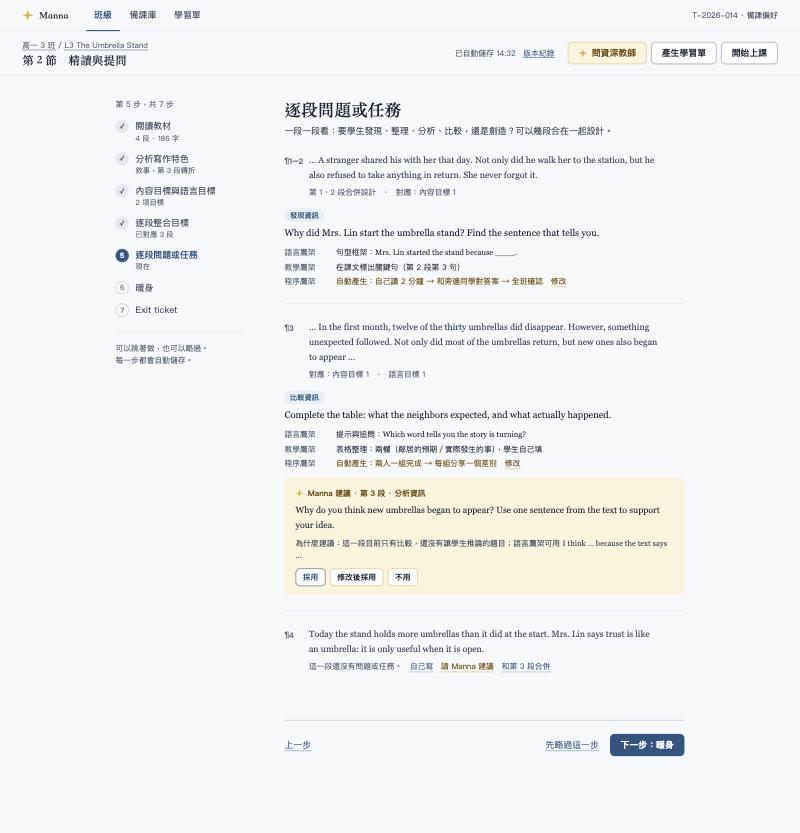 Manna 班級 備課庫 學習單 T-2026-014 · 備課偏好
高一 3 班 / L3 The Umbrella Stand
第 2 節 精讀與提問
已自動儲存 14:32 版本紀錄 問資深教師 產生學習單 開始上課
第 5 步，共 7 步
閱讀教材
4 段 · 186 字
分析寫作特色
敘事 · 第 3 段轉折
內容目標與語言目標
2 項目標
逐段整合目標
已對應 3 段
5 逐段問題或任務
現在
6 暖身
7 Exit ticket
可以跳著做，也可以略過。
每一步都會自動儲存。
逐段問題或任務
一段一段看：要學生發現、整理、分析、比較，還是創造？可以幾段合在一起設計。
¶1–2 ... A stranger shared his with her that day. Not only did he walk her to the station, but he
also refused to take anything in return. She never forgot it.
第 1、2 段合併設計 · 對應：內容目標 1
發現資訊
Why did Mrs. Lin start the umbrella stand? Find the sentence that tells you.
語言鷹架 句型框架：Mrs. Lin started the stand because _____.
教學鷹架 在課文標出關鍵句（第 2 段第 3 句）
程序鷹架 自動產生：自己讀 2 分鐘 → 和旁邊同學對答案 → 全班確認 修改
¶3 ... In the first month, twelve of the thirty umbrellas did disappear. However, something
unexpected followed. Not only did most of the umbrellas return, but new ones also began
to appear ...
對應：內容目標 1 · 語言目標 1
比較資訊
Complete the table: what the neighbors expected, and what actually happened.
語言鷹架 提示與追問：Which word tells you the story is turning?
教學鷹架 表格整理：兩欄（鄰居的預期 / 實際發生的事），學生自己填
程序鷹架 自動產生：兩人一組完成 → 每組分享一個差別 修改
Manna 建議 · 第 3 段 · 分析資訊
Why do you think new umbrellas began to appear? Use one sentence from the text to support
your idea.
為什麼建議：這一段目前只有比較，還沒有讓學生推論的題目；語言鷹架可用 I think ... because the text says
...
採用 修改後採用 不用
¶4 Today the stand holds more umbrellas than it did at the start. Mrs. Lin says trust is like
an umbrella: it is only useful when it is open.
這一段還沒有問題或任務。 自己寫 請 Manna 建議 和第 3 段合併
上一步 先略過這一步 下一步：暖身